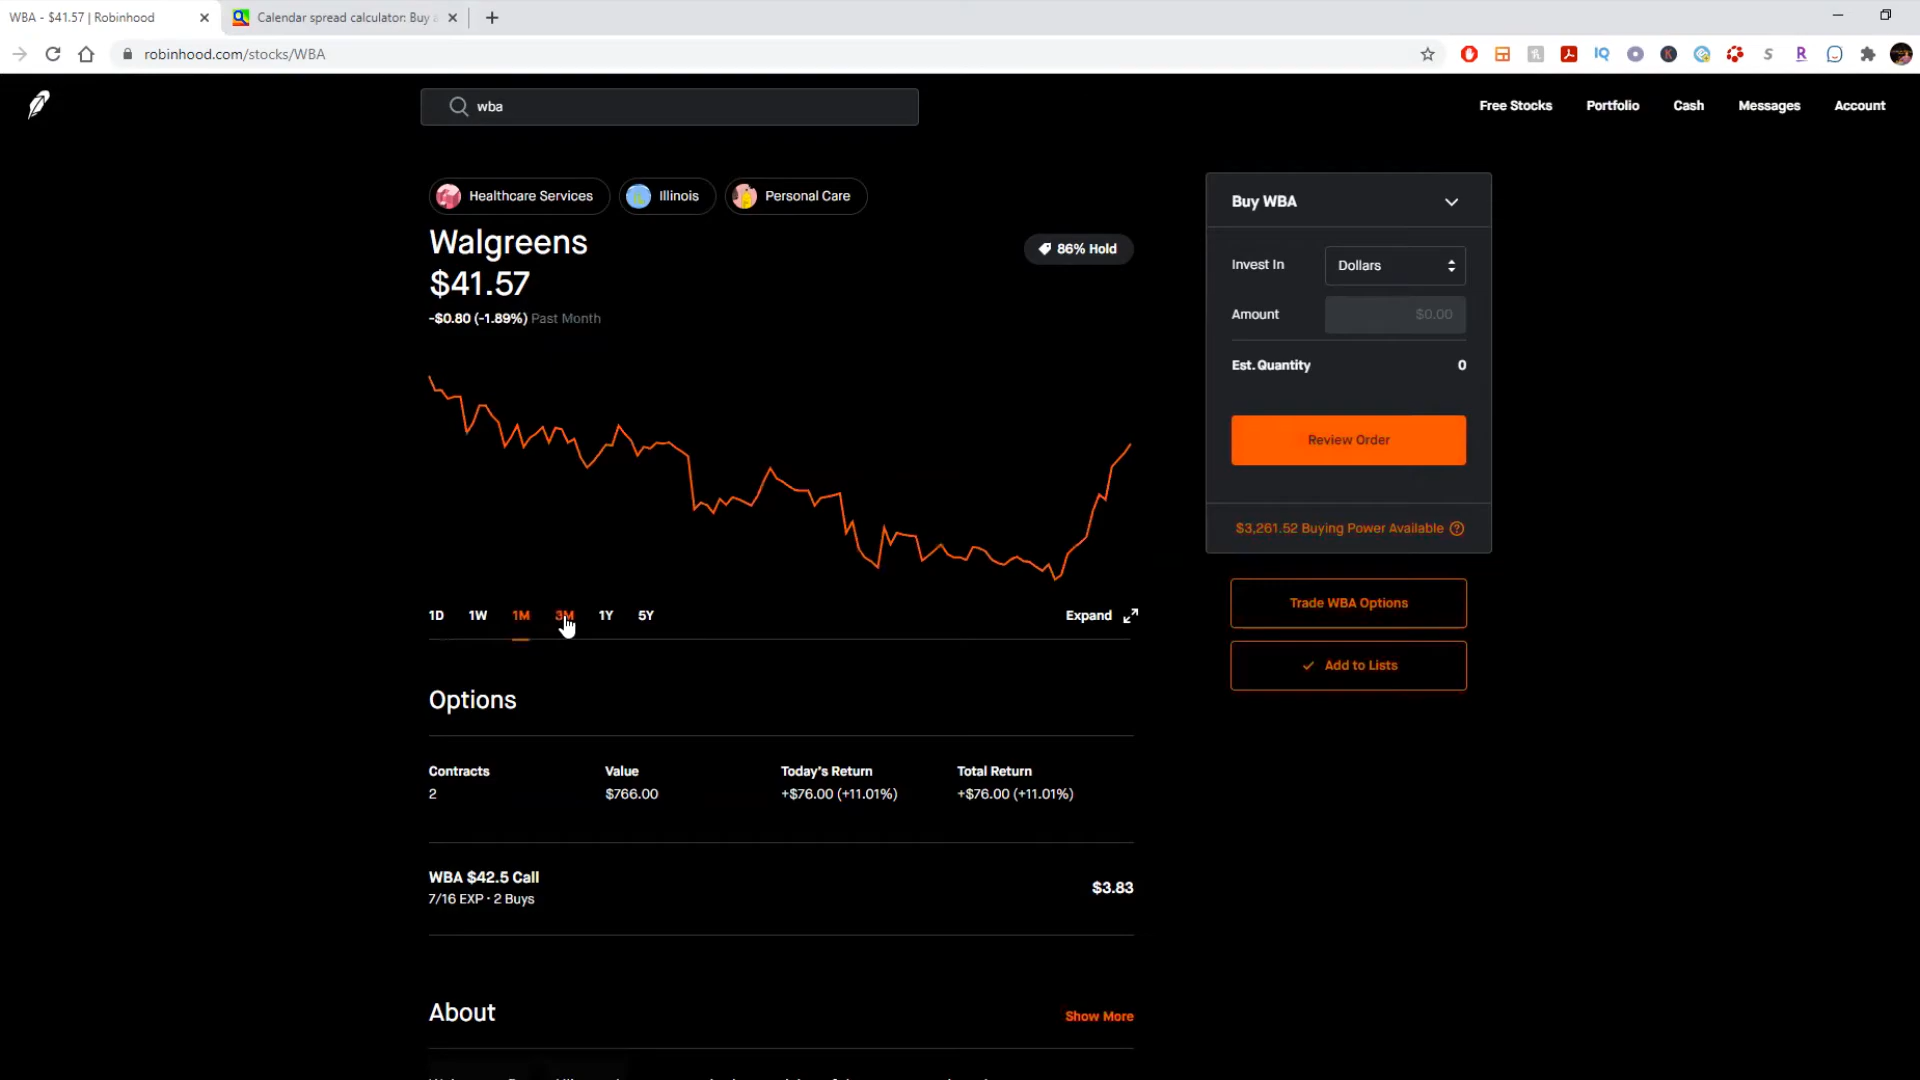 WBA - $41.57 | Robinhood
Calendar spread calculator: Buy a
robinhood.com/stocks/WBA
wba
Free Stocks
Portfolio
Cash
Messages
Account
Healthcare Services
Illinois
Personal Care
Walgreens
86% Hold
$41.57
-$0.80 (-1.89%) Past Month
1D
1W
1M
3M
1Y
5Y
Expand
Buy WBA
Invest In
Dollars
Amount
$0.00
Est. Quantity
0
Review Order
$3,261.52 Buying Power Available
Trade WBA Options
Add to Lists
Options
Contracts
Value
Today's Return
Total Return
2
$766.00
+$76.00 (+11.01%)
+$76.00 (+11.01%)
WBA $42.5 Call
7/16 EXP · 2 Buys
$3.83
About
Show More